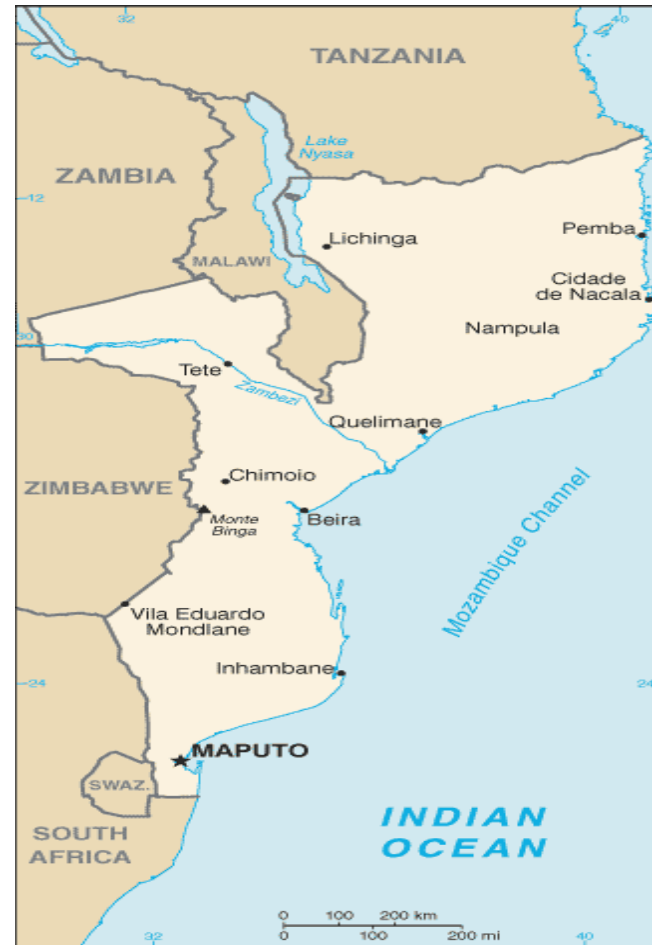 32
40
TANZANIA
Lake
Nyasa
ZAMBIA
12
Lichinga
Pemba
MALAWI
Cidade
de Nacala
Nampula
30
Tete
Zambezi
Quelimane
Chimoio
ZIMBABWE
Monte
Binga
Beira
Mozambique Channel
Vila Eduardo
Mondlane
Inhambane
24
24
MAPUTO
SWAZ.
INDIAN
OCEAN
SOUTH
AFRICA
0 100 200 km
0 100 200 mi
32
40